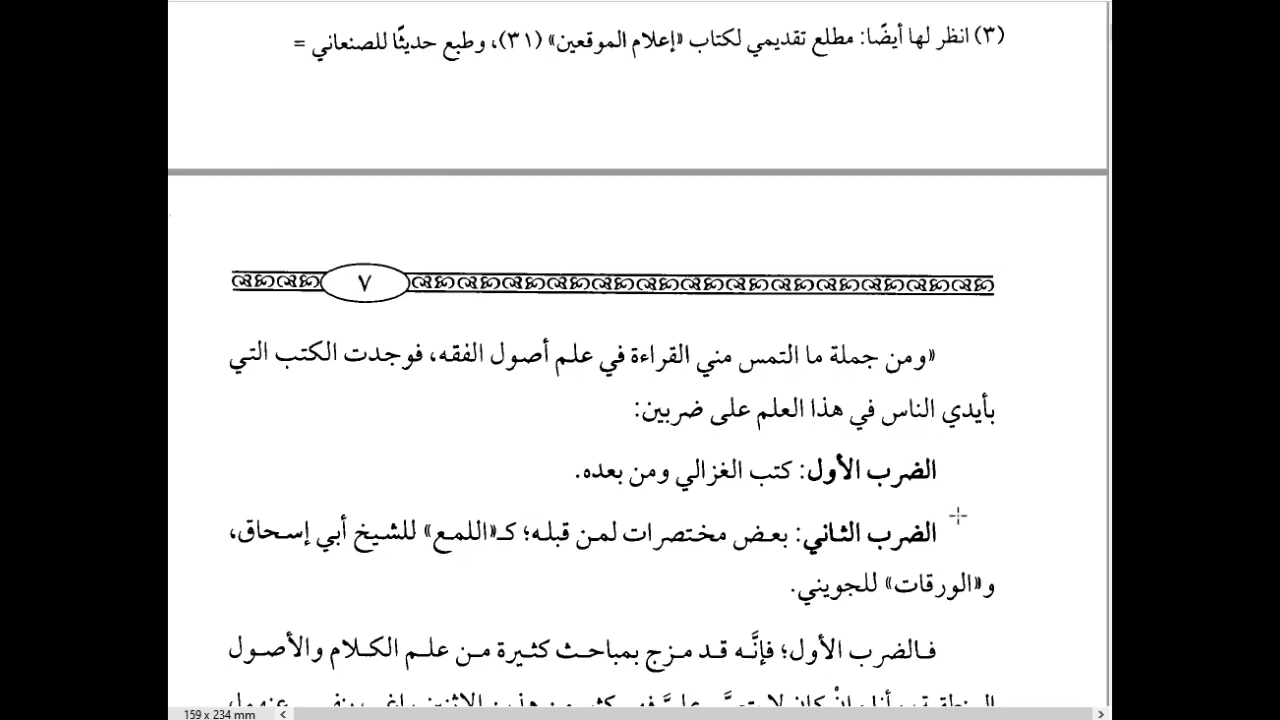 (٣) انظر لها أيضًا: مطلع تقديمي لكتاب «إعلام الموقعين» (٣١)، وطبع حديثًا للصنعاني =
٧
«ومن جملة ما التمس مني القراءة في علم أصول الفقه، فوجدت الكتب التي
بأيدي الناس في هذا العلم على ضربين:
الضرب الأول: كتب الغزالي ومن بعده.
الضرب الثاني: بعض مختصرات لمن قبله؛ كـ«اللمع» للشيخ أبي إسحاق،
و«الورقات» للجويني.
فالضرب الأول؛ فإنَّه قد مزج بمباحث كثيرة من علم الكلام والأصول
159 x 234 mm